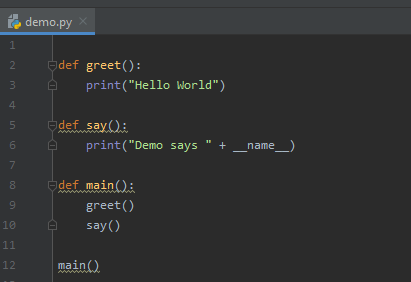 demo.py
1
2 def greet():
3     print("Hello World")
4
5 def say():
6     print("Demo says " + __name__)
7
8 def main():
9     greet()
10     say()
11
12 main()